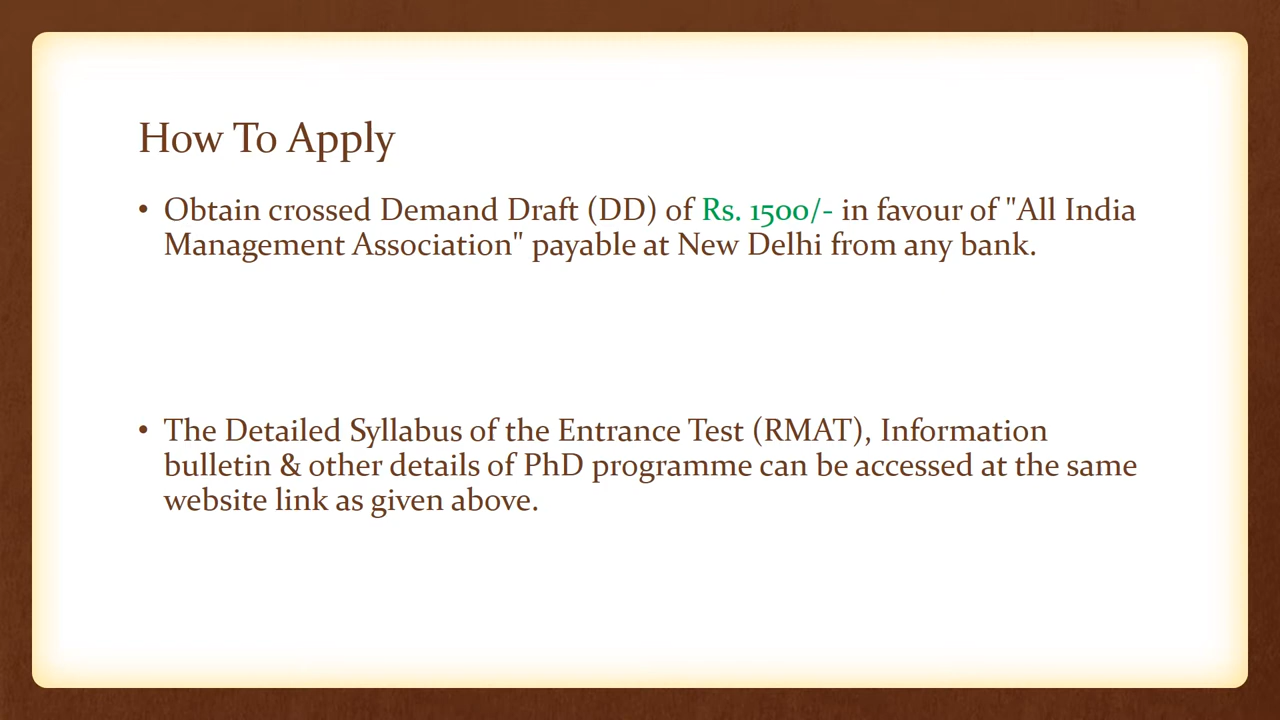 How To Apply
• Obtain crossed Demand Draft (DD) of Rs. 1500/- in favour of "All India
Management Association" payable at New Delhi from any bank.
• The Detailed Syllabus of the Entrance Test (RMAT), Information
bulletin & other details of PhD programme can be accessed at the same
website link as given above.